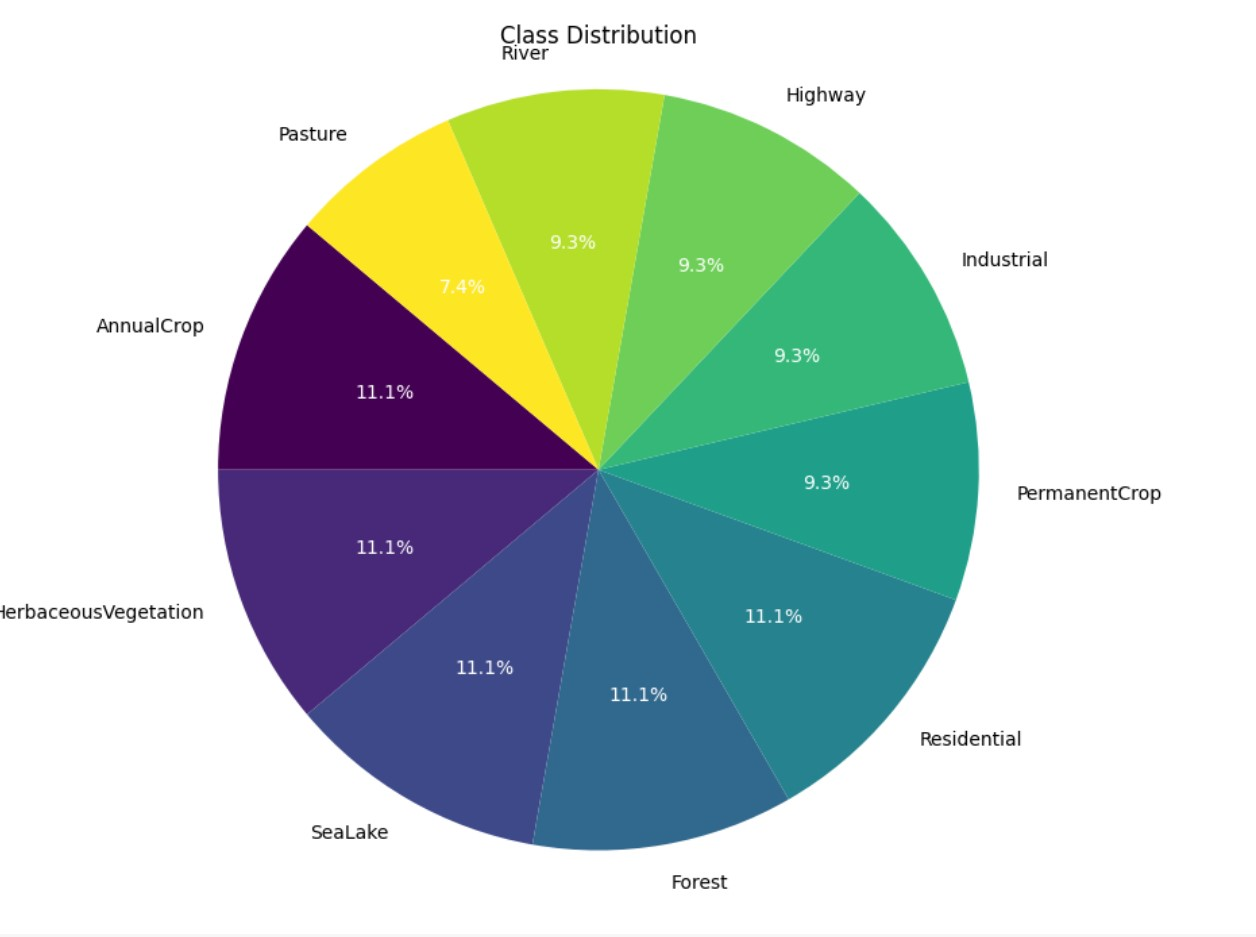 Class Distribution
River
Highway
Pasture
Industrial
9.3%
9.3%
7.4%
AnnualCrop
9.3%
11.1%
9.3%
PermanentCrop
11.1%
HerbaceousVegetation
11.1%
11.1%
11.1%
Residential
SeaLake
Forest